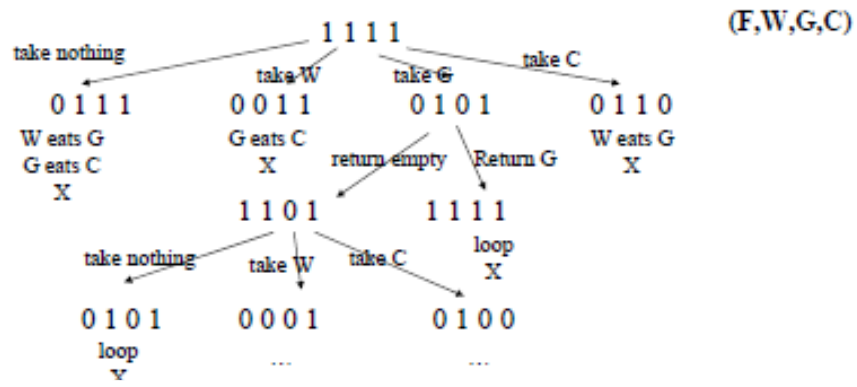 1 1 1 1
(F,W,G,C)
take nothing
take W
take G
take C
0 1 1 1
0 0 1 1
0 1 0 1
0 1 1 0
W eats G
G eats C
X
G eats C
X
W eats G
X
return empty
Return G
1 1 0 1
1 1 1 1
loop
X
take nothing
take W
take C
0 1 0 1
0 0 0 1
0 1 0 0
loop
X
...
...